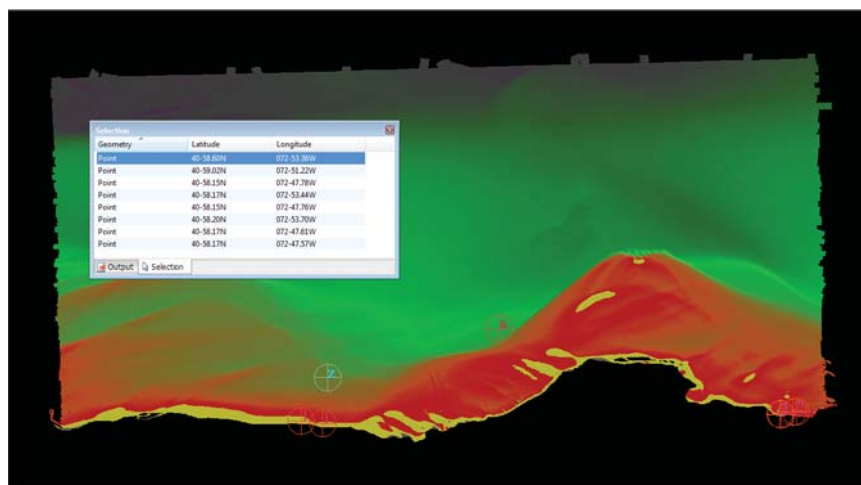 Selection
Geometry Latitude Longitude
Point 40-58.60N 072-53.36W
Point 40-59.02N 072-51.22W
Point 40-58.15N 072-47.78W
Point 40-58.17N 072-53.44W
Point 40-58.15N 072-47.76W
Point 40-58.20N 072-53.70W
Point 40-58.17N 072-47.61W
Point 40-58.17N 072-47.57W
Output Selection